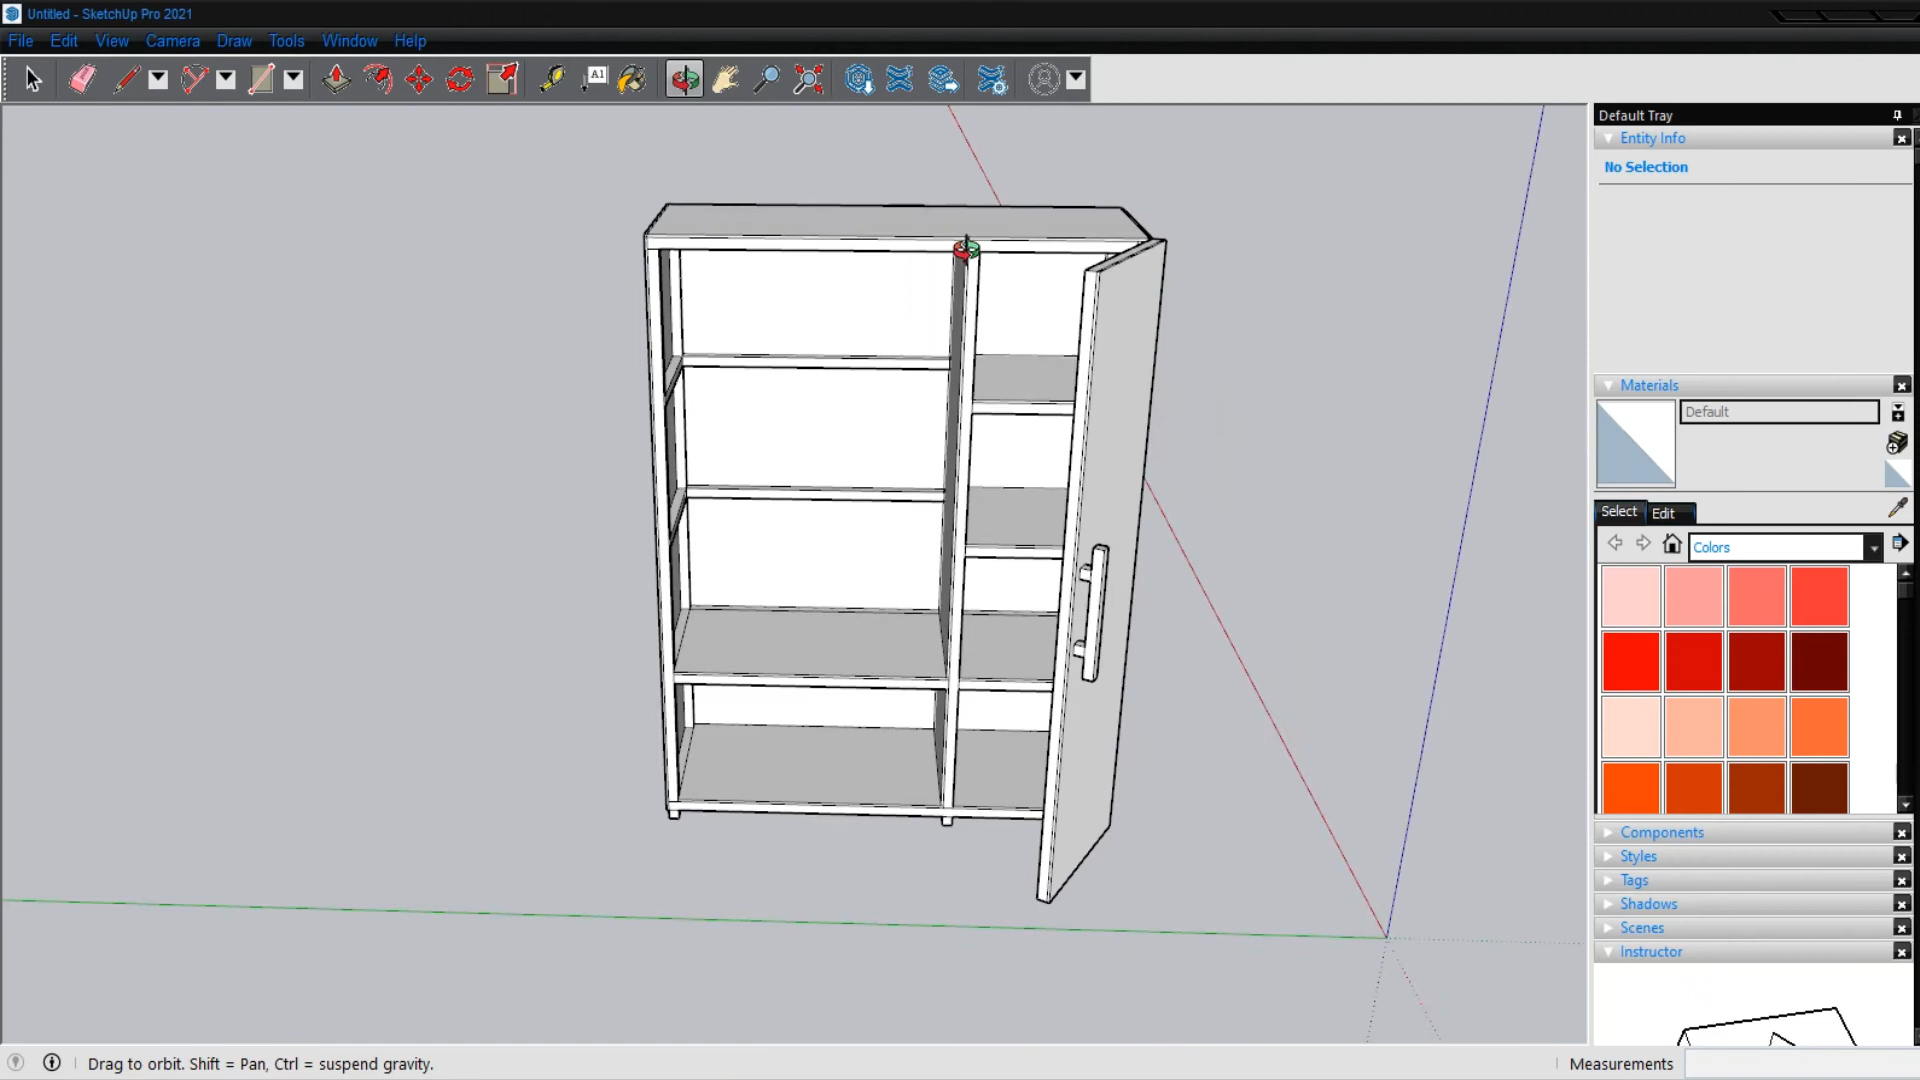 Untitled - SketchUp Pro 2021
File Edit View Camera Draw Tools Window Help
A1
Default Tray
Entity Info
No Selection
Materials
Default
Select Edit
Colors
Components
Styles
Tags
Shadows
Scenes
Instructor
Drag to orbit. Shift = Pan, Ctrl = suspend gravity.
Measurements